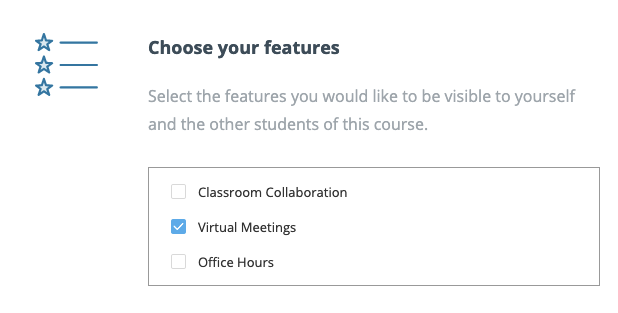 Choose your features
Select the features you would like to be visible to yourself
and the other students of this course.
Classroom Collaboration
Virtual Meetings
Office Hours